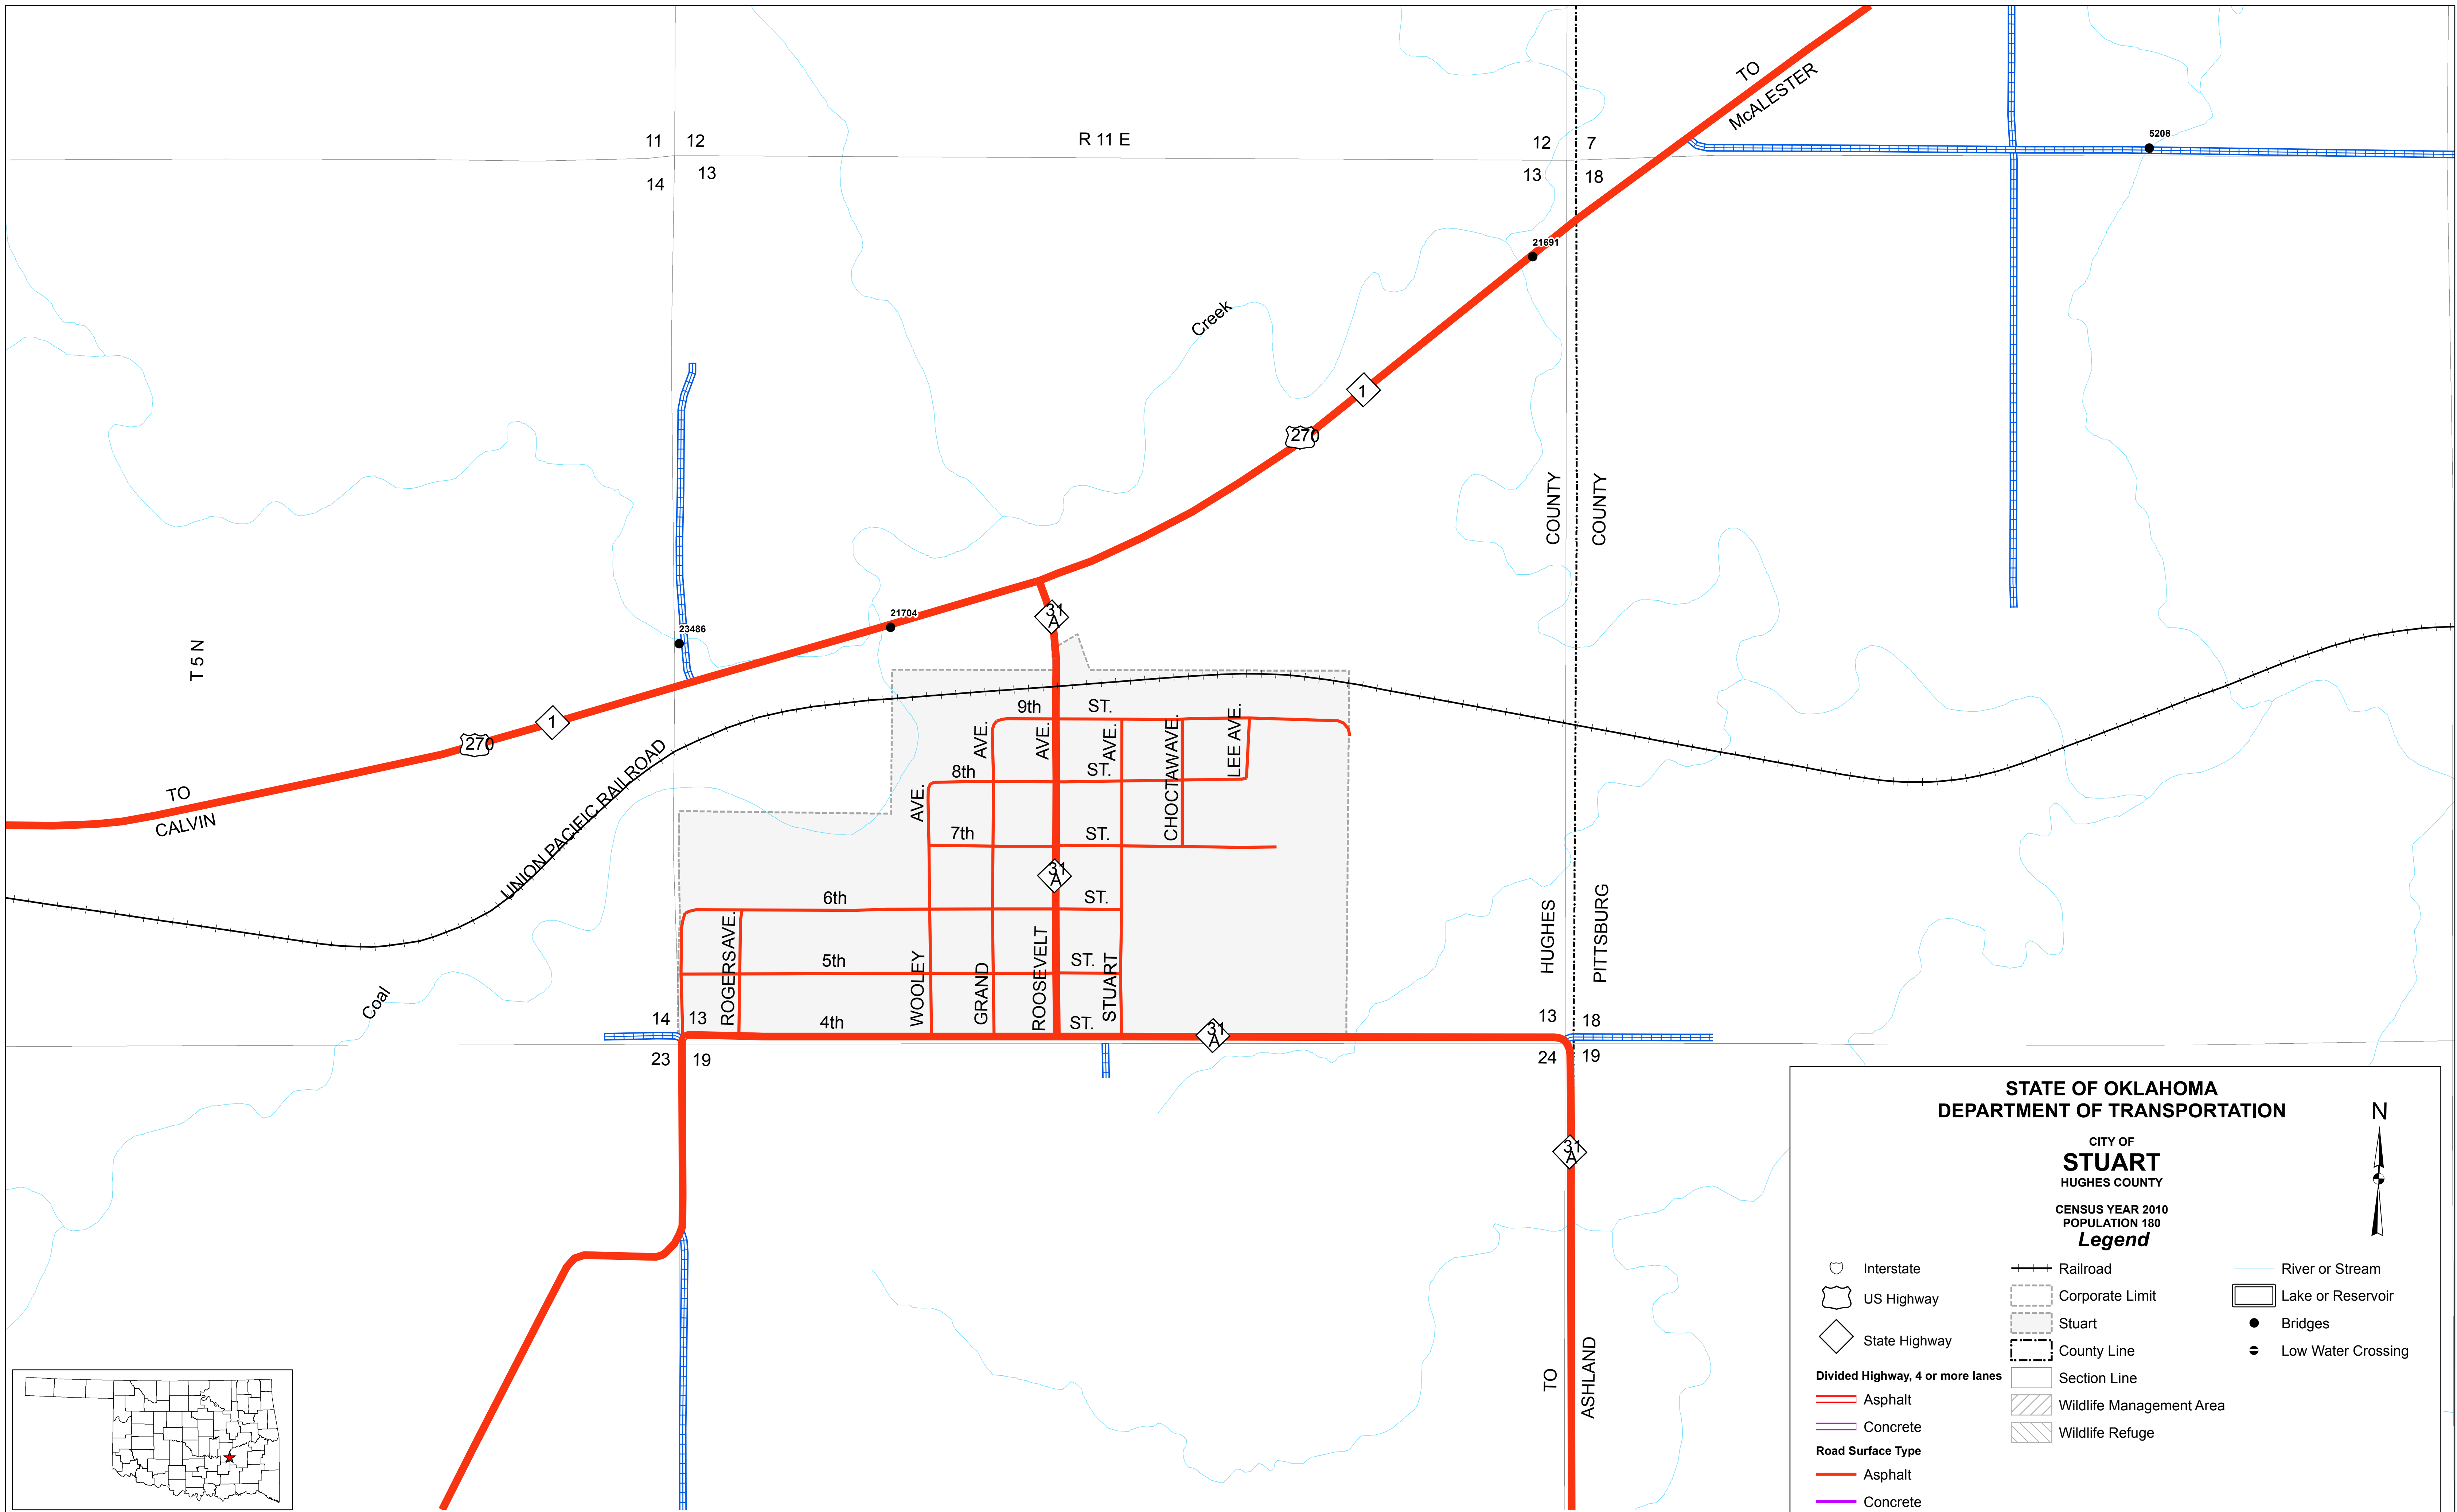 TO
McALESTER
5208
11
12
R 11 E
12
7
14
13
13
18
21691
Creek
1
270
COUNTY
COUNTY
31
A
21704
23486
T 5 N
1
270
TO
CALVIN
UNION PACIFIC RAILROAD
9th
ST.
AVE.
AVE.
AVE.
CHOCTAW AVE.
LEE AVE.
8th
ST.
AVE.
7th
ST.
31
A
6th
ST.
ROGERS AVE.
5th
ST.
WOOLEY
GRAND
ROOSEVELT
STUART
HUGHES
PITTSBURG
Coal
14
13
4th
ST.
31
A
13
18
23
19
24
19
31
A
TO
ASHLAND
STATE OF OKLAHOMA
DEPARTMENT OF TRANSPORTATION
N
CITY OF
STUART
HUGHES COUNTY
CENSUS YEAR 2010
POPULATION 180
Legend
Interstate
US Highway
State Highway
Divided Highway, 4 or more lanes
Asphalt
Concrete
Road Surface Type
Asphalt
Concrete
Railroad
Corporate Limit
Stuart
County Line
Section Line
Wildlife Management Area
Wildlife Refuge
River or Stream
Lake or Reservoir
Bridges
Low Water Crossing